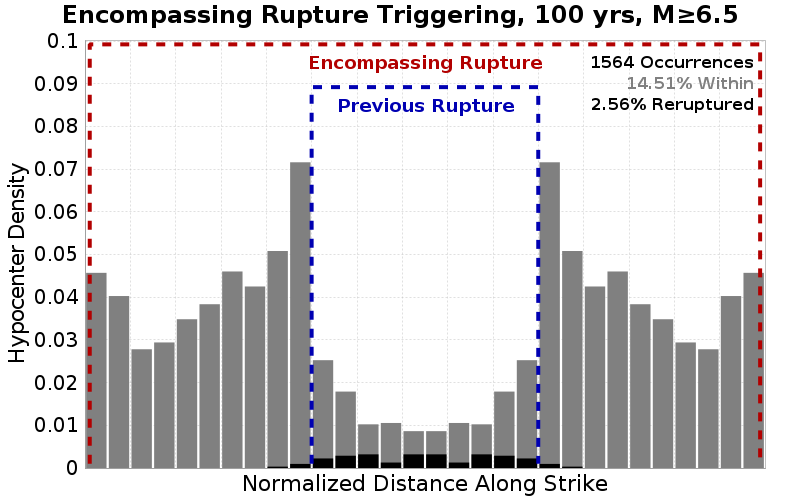 Encompassing Rupture Triggering, 100 yrs, M≥6.5
0.1
0.09
0.08
0.07
0.06
0.05
0.04
0.03
0.02
0.01
0
Hypocenter Density
Encompassing Rupture
Previous Rupture
1564 Occurrences
14.51% Within
2.56% Reruptured
Normalized Distance Along Strike